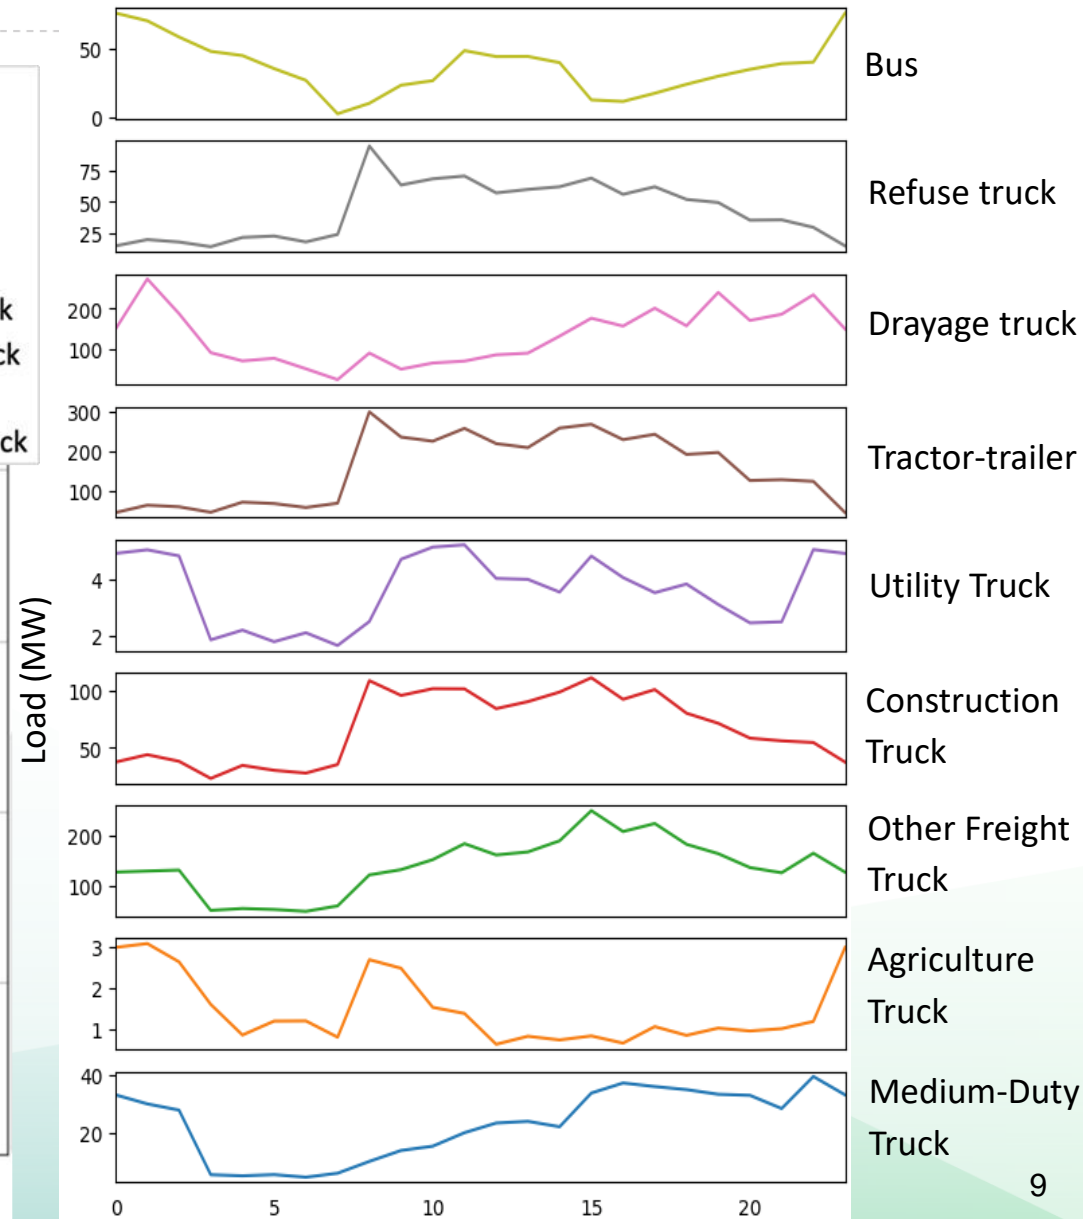 k
ck
ck
Load (MW)
50
0
Bus
75
50
25
Refuse truck
200
100
Drayage truck
300
200
100
Tractor-trailer
4
2
Utility Truck
100
50
Construction
Truck
200
100
Other Freight
Truck
3
2
1
Agriculture
Truck
40
20
Medium-Duty
Truck
0 5 10 15 20
9